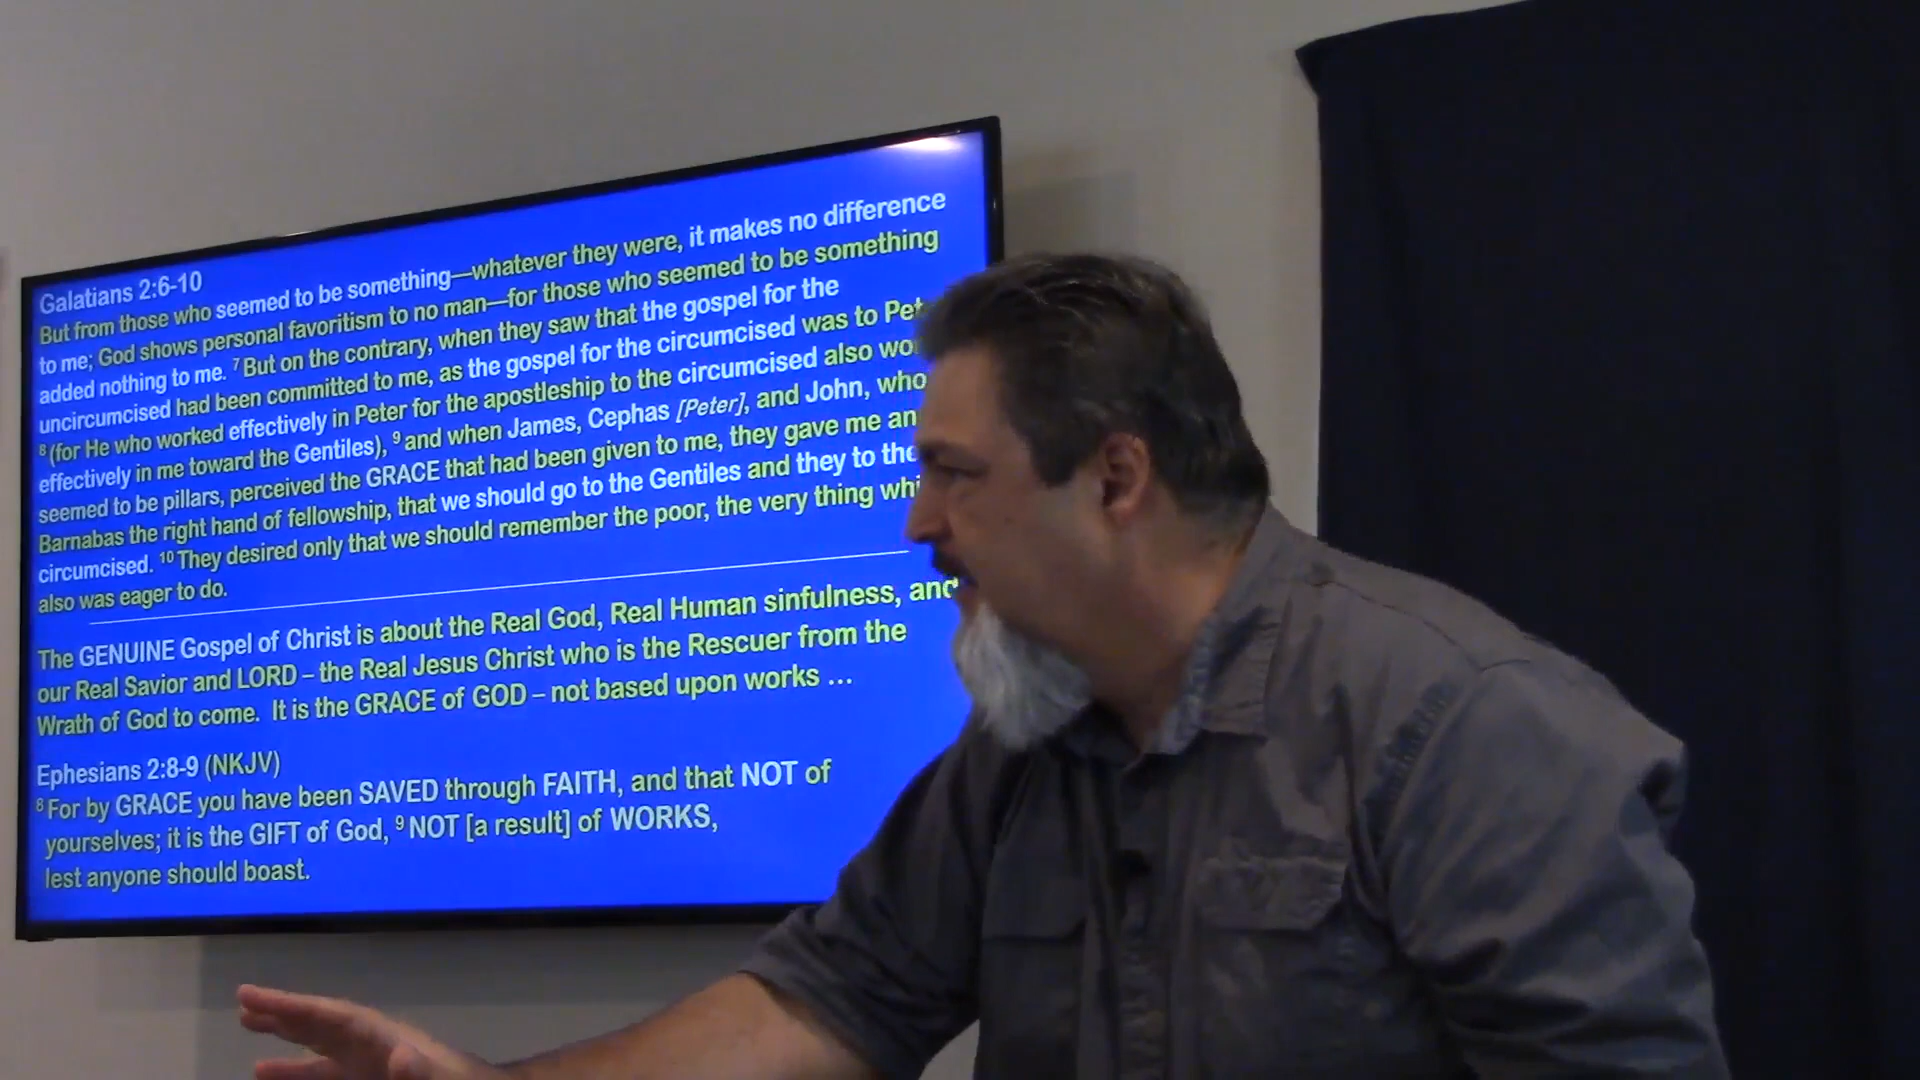 Galatians 2:6-10
But from those who seemed to be something—whatever they were, it makes no difference
to me; God shows personal favoritism to no man—for those who seemed to be something
added nothing to me. 7 But on the contrary, when they saw that the gospel for the
uncircumcised had been committed to me, as the gospel for the circumcised was to
8 (for He who worked effectively in Peter for the apostleship to the circumcised also
effectively in me toward the Gentiles), 9 and when James, Cephas [Peter], and John, who
seemed to be pillars, perceived the GRACE that had been given to me, they gave me
Barnabas the right hand of fellowship, that we should go to the Gentiles and they to the
circumcised. 10 They desired only that we should remember the poor, the very thing
also was eager to do.
The GENUINE Gospel of Christ is about the Real God, Real Human sinfulness, and
our Real Savior and LORD – the Real Jesus Christ who is the Rescuer from the
Wrath of God to come. It is the GRACE of GOD – not based upon works ...
Ephesians 2:8-9 (NKJV)
8 For by GRACE you have been SAVED through FAITH, and that NOT of
yourselves; it is the GIFT of God, 9 NOT [a result] of WORKS,
lest anyone should boast.